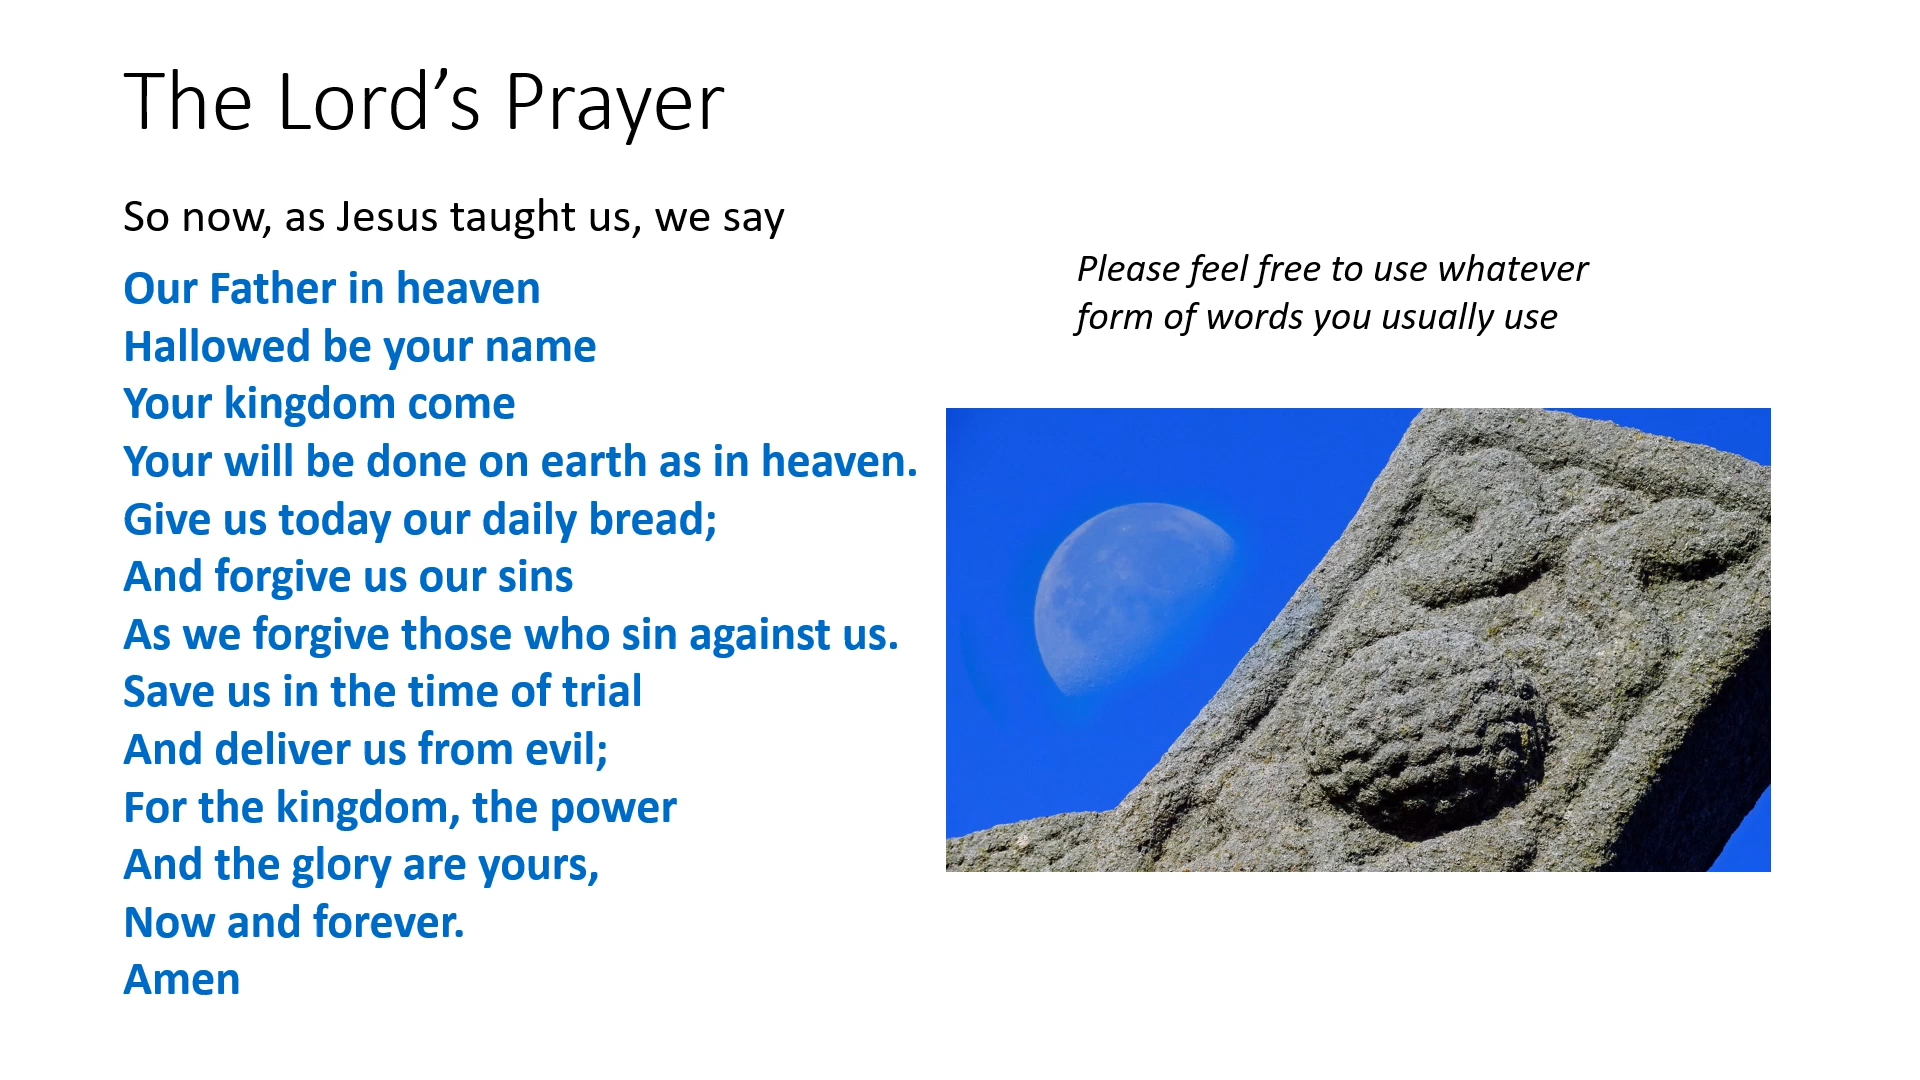 The Lord’s Prayer
So now, as Jesus taught us, we say
Our Father in heaven
Hallowed be your name
Your kingdom come
Your will be done on earth as in heaven.
Give us today our daily bread;
And forgive us our sins
As we forgive those who sin against us.
Save us in the time of trial
And deliver us from evil;
For the kingdom, the power
And the glory are yours,
Now and forever.
Amen
Please feel free to use whatever
form of words you usually use